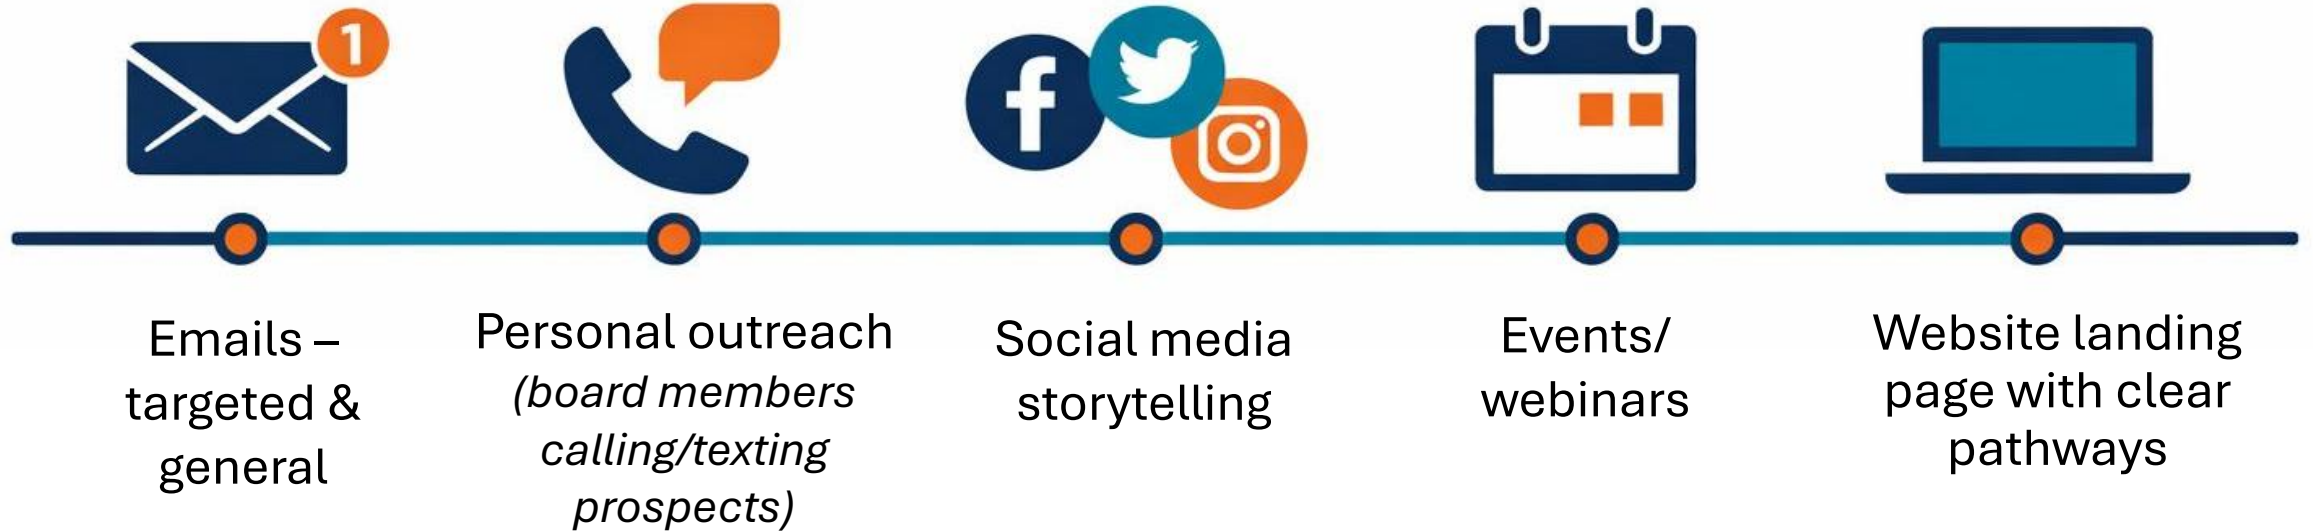 1
f
Emails –
targeted &
general
Personal outreach
(board members
calling/texting
prospects)
Social media
storytelling
Events/
webinars
Website landing
page with clear
pathways